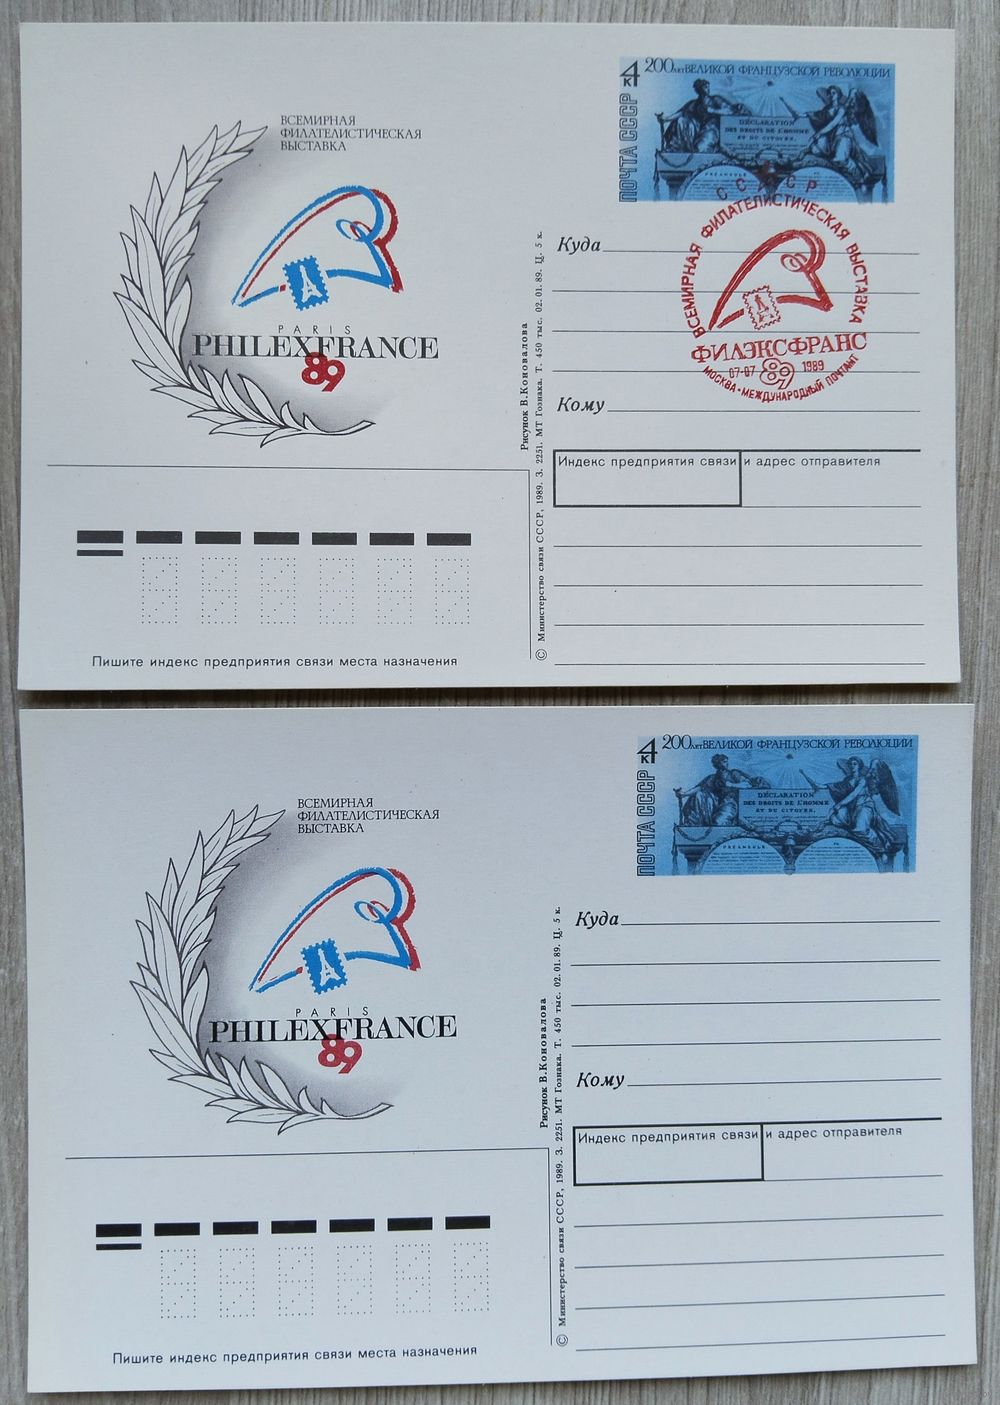 ВСЕМИРНАЯ
ФИЛАТЕЛИСТИЧЕСКАЯ
ВЫСТАВКА
PARIS
PHILEXFRANCE
89
4 к
200 лет ВЕЛИКОЙ ФРАНЦУЗСКОЙ РЕВОЛЮЦИИ
ПОЧТА СССР
DÉCLARATION
DES DROITS DE L'HOMME
ET DU CITOYEN,
PRÉAMBULE
СССР
ВСЕМИРНАЯ ФИЛАТЕЛИСТИЧЕСКАЯ ВЫСТАВКА
ФИЛЭКСФРАНС
07-07 89 1989
МОСКВА-МЕЖДУНАРОДНЫЙ ПОЧТАМТ
Куда
Кому
Индекс предприятия связи и адрес отправителя
Рисунок В.Коновалова
© Министерство связи СССР, 1989. З. 2251. МТ Гознака. Т. 450 тыс. 02. 01. 89. Ц. 5 к.
Пишите индекс предприятия связи места назначения
ВСЕМИРНАЯ
ФИЛАТЕЛИСТИЧЕСКАЯ
ВЫСТАВКА
PARIS
PHILEXFRANCE
89
4 к
200 лет ВЕЛИКОЙ ФРАНЦУЗСКОЙ РЕВОЛЮЦИИ
ПОЧТА СССР
DÉCLARATION
DES DROITS DE L'HOMME
ET DU CITOYEN,
PRÉAMBULE
Куда
Кому
Индекс предприятия связи и адрес отправителя
Рисунок В.Коновалова
© Министерство связи СССР, 1989. З. 2251. МТ Гознака. Т. 450 тыс. 02. 01. 89. Ц. 5 к.
Пишите индекс предприятия связи места назначения